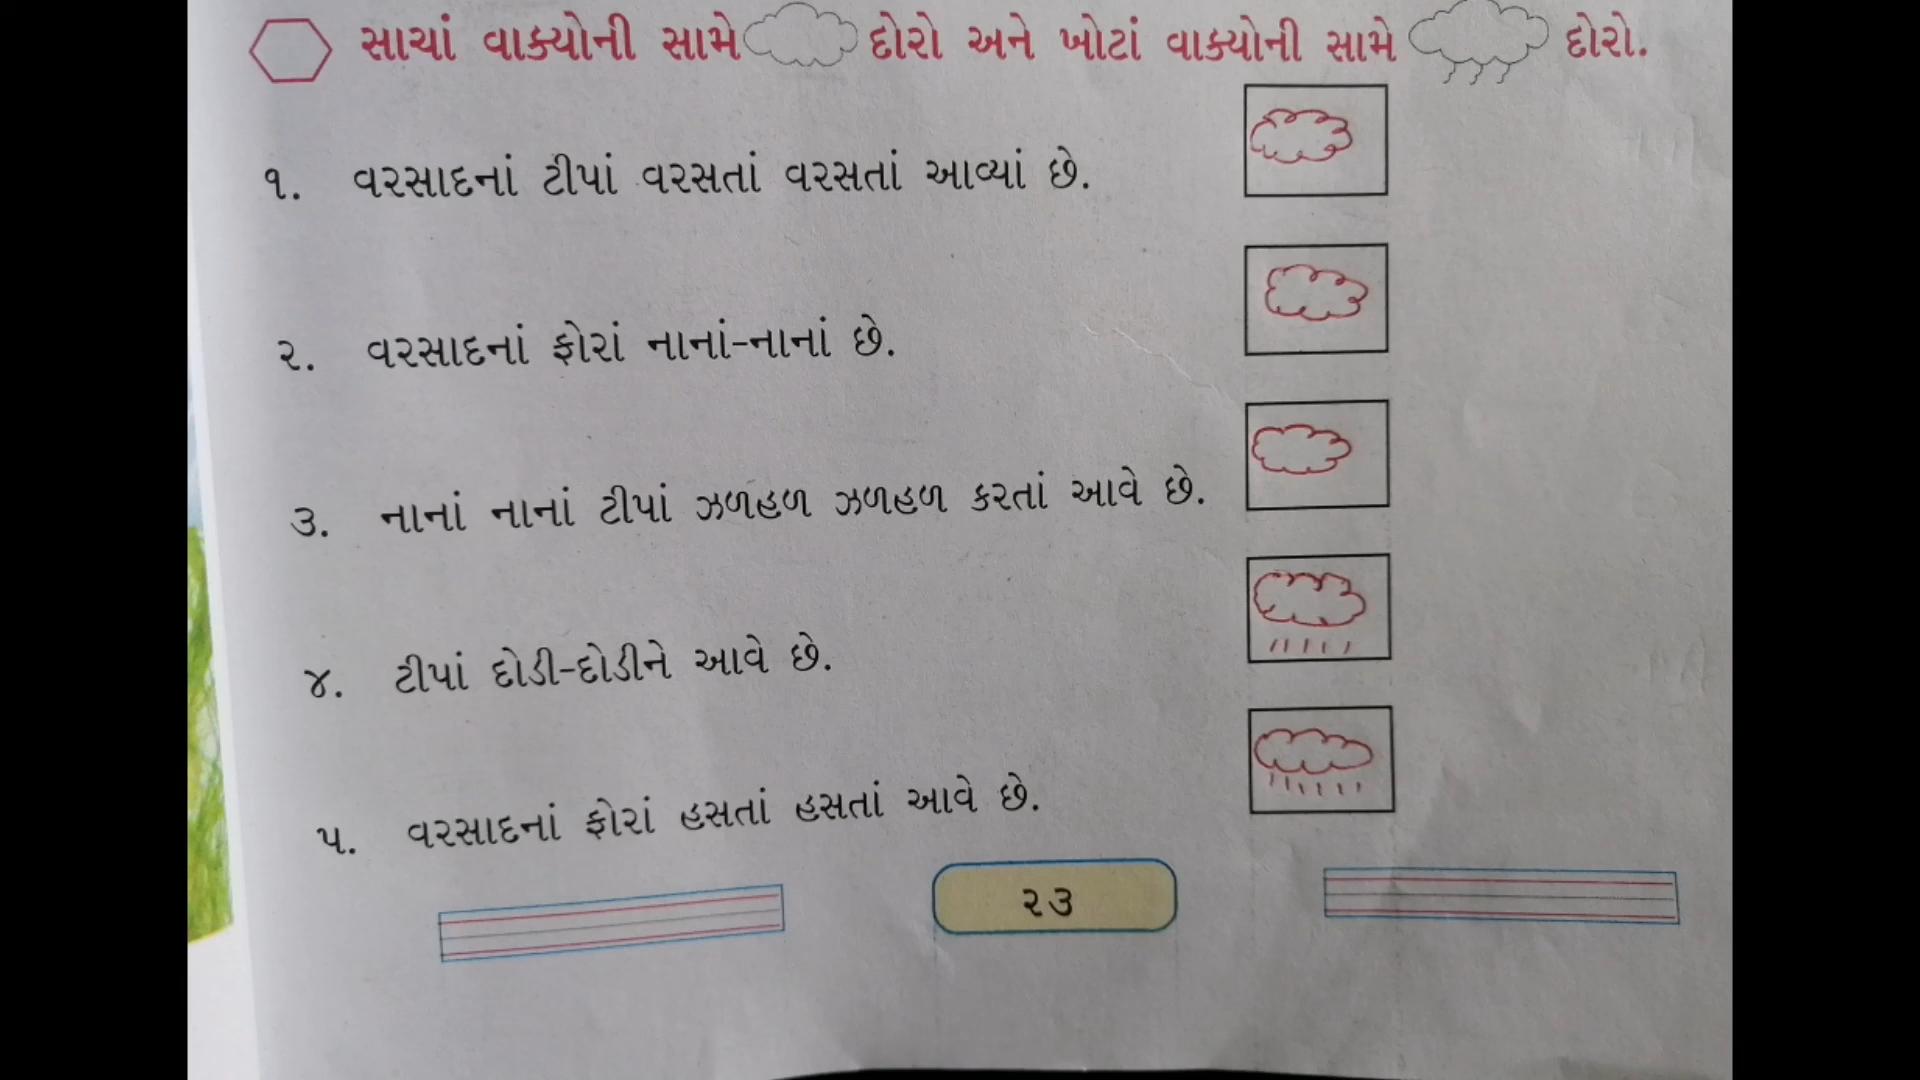 સાચાં વાક્યોની સામે દોરો અને ખોટાં વાક્યોની સામે દોરો.
૧. વરસાદનાં ટીપાં વરસતાં વરસતાં આવ્યાં છે.
૨. વરસાદનાં ફોરાં નાનાં-નાનાં છે.
૩. નાનાં નાનાં ટીપાં ઝળહળ ઝળહળ કરતાં આવે છે.
૪. ટીપાં દોડી-દોડીને આવે છે.
૫. વરસાદનાં ફોરાં હસતાં હસતાં આવે છે.
૨૩